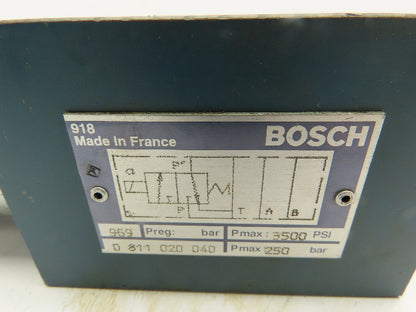 918
Made in France BOSCH
a P'
P T A B
969 Preg: bar Pmax: 3500 PSI
0 811 020 040 Pmax 250 bar